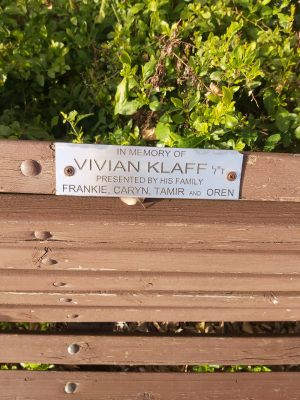 IN MEMORY OF
VIVIAN KLAFF ז"ל
PRESENTED BY HIS FAMILY
FRANKIE, CARYN, TAMIR AND OREN